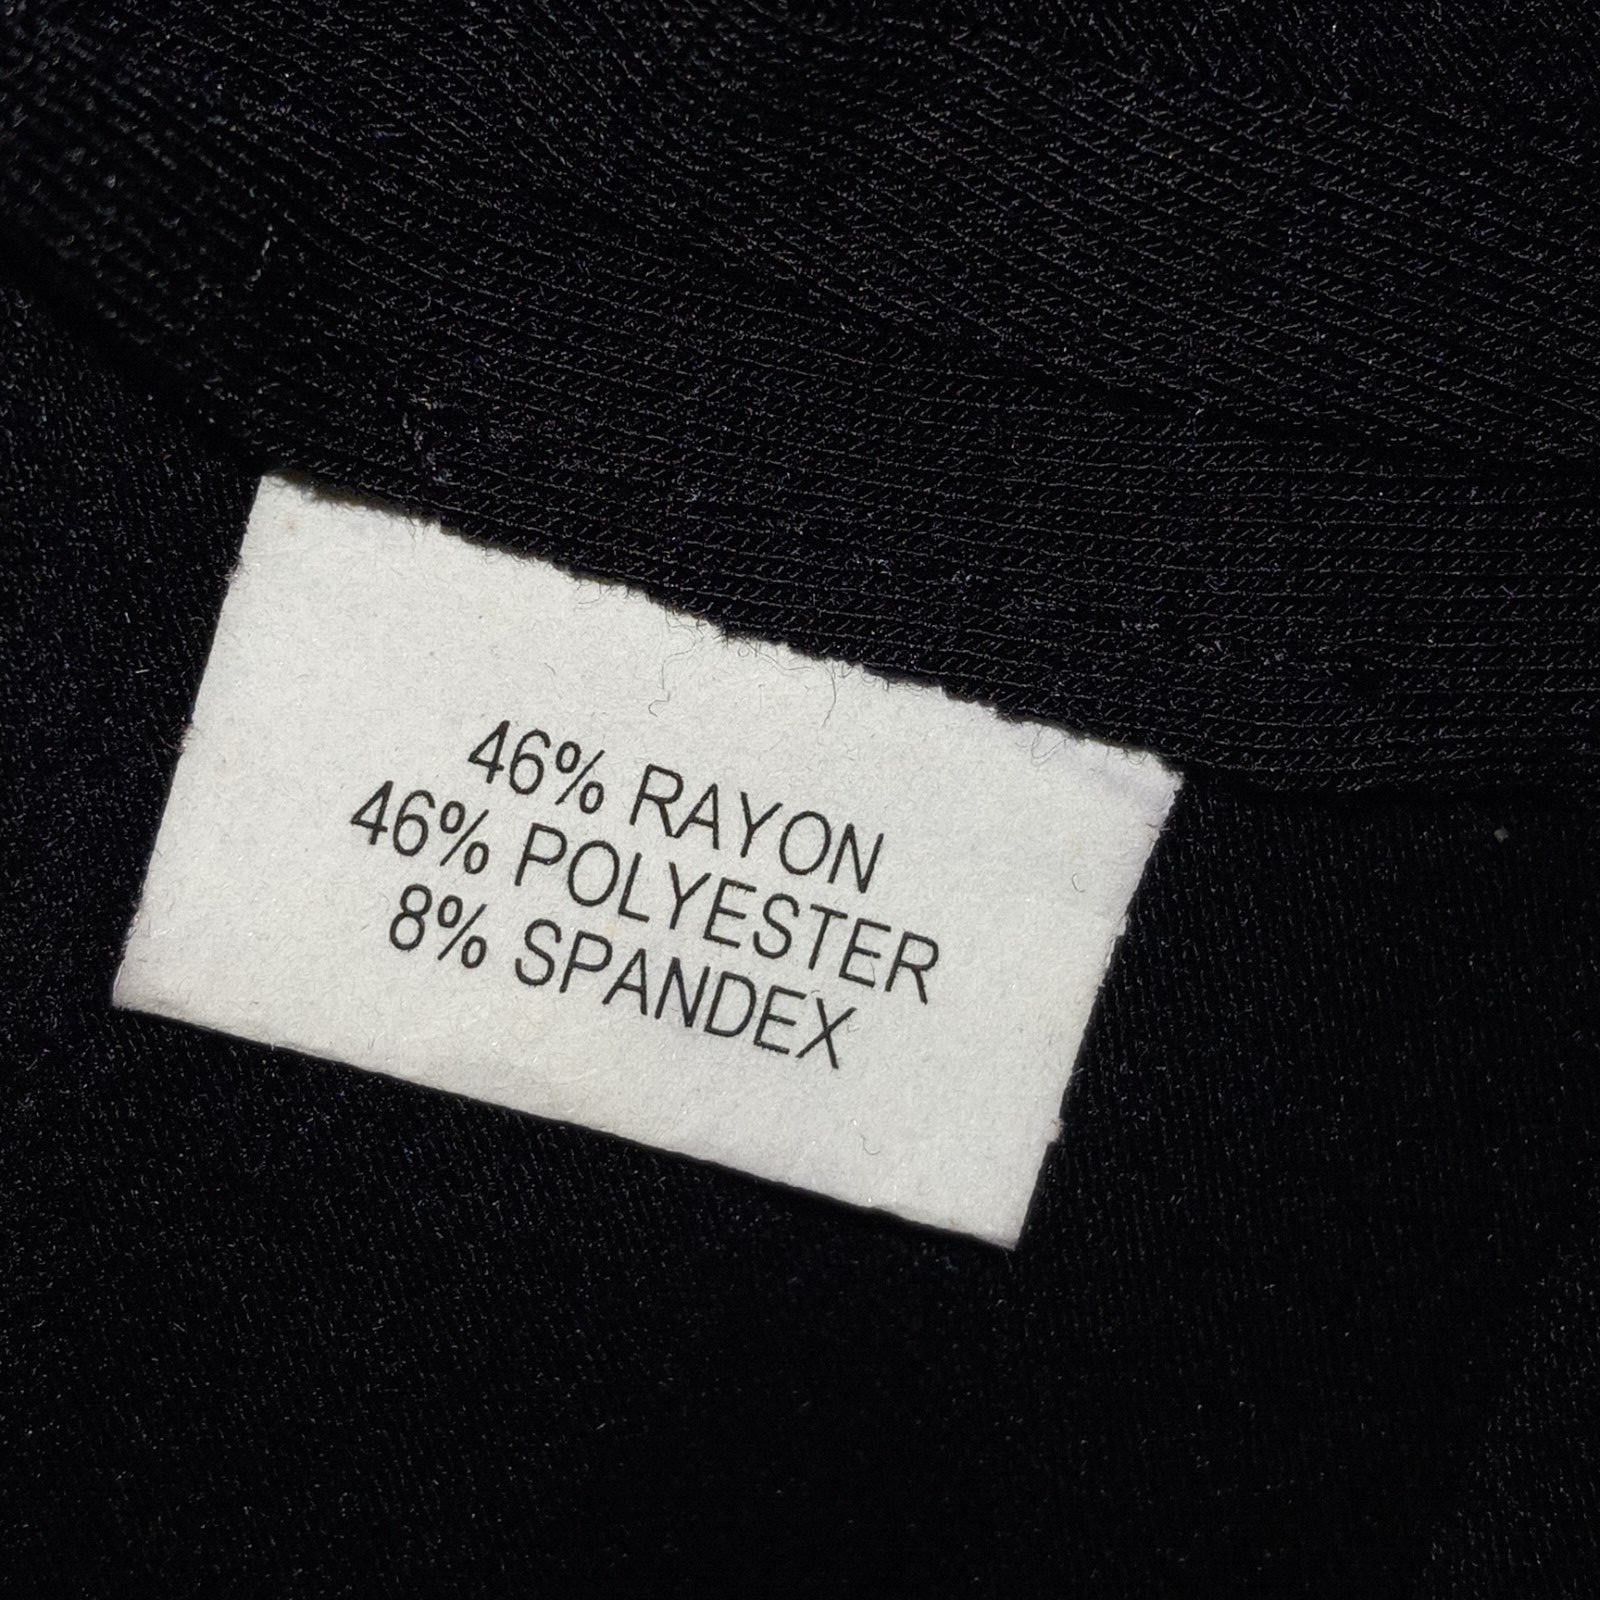 46% RAYON
46% POLYESTER
8% SPANDEX